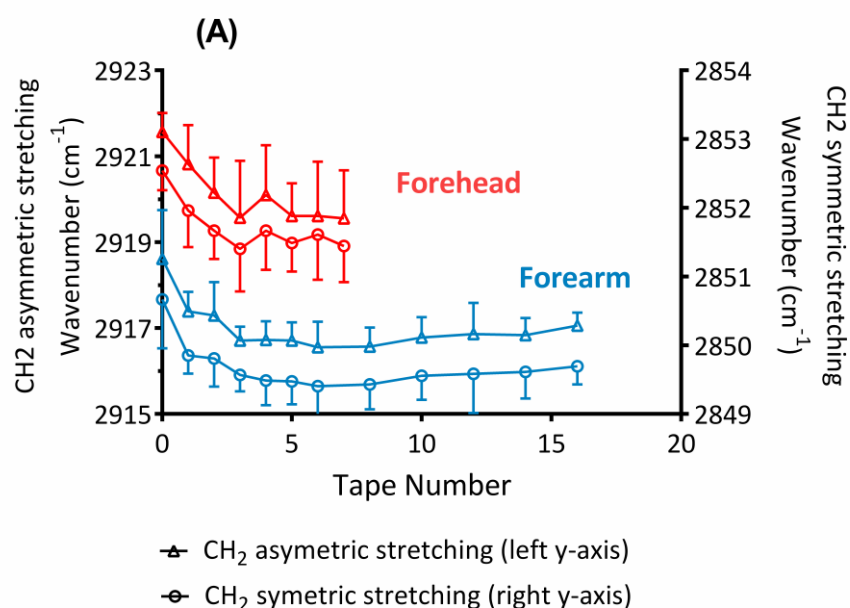 (A)
CH2 asymmetric stretching
Wavenumber (cm⁻¹)
2923
2921
2919
2917
2915
2854
2853
2852
2851
2850
2849
CH2 symmetric stretching
Wavenumber (cm⁻¹)
Forehead
Forearm
0 5 10 15 20
Tape Number
CH₂ asymetric stretching (left y-axis)
CH₂ symetric stretching (right y-axis)